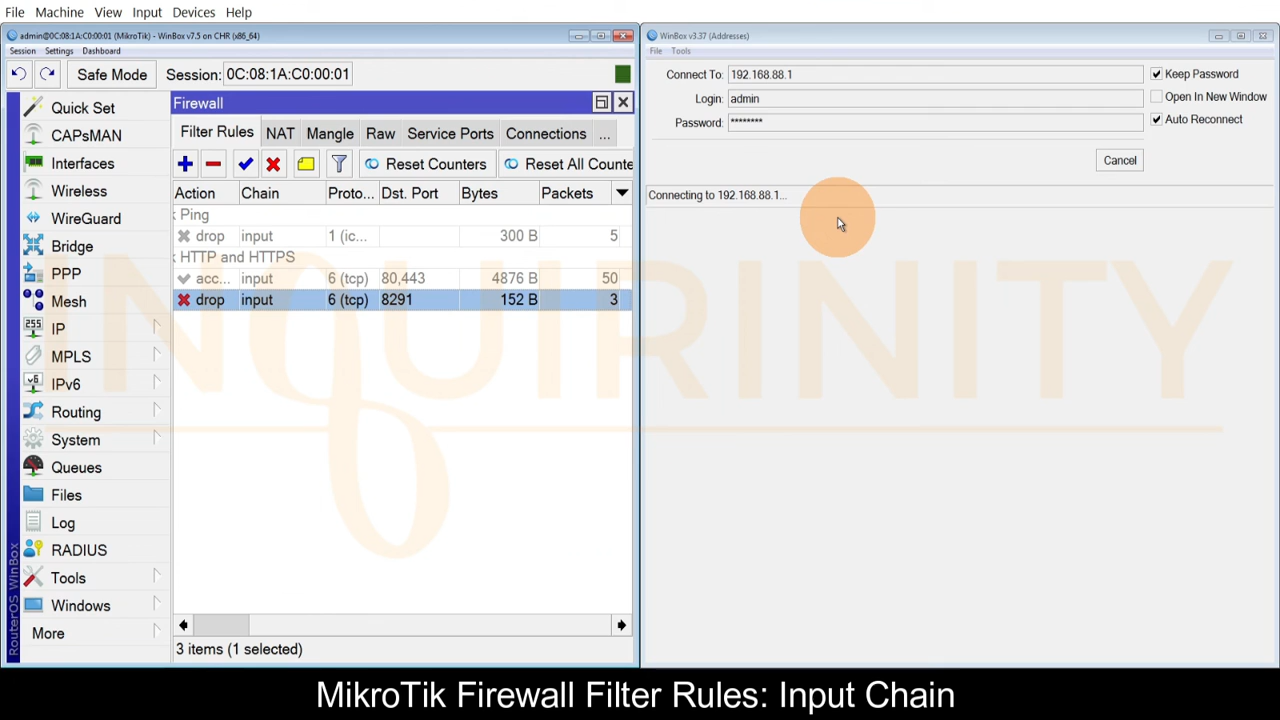 File Machine View Input Devices Help
admin@0C:08:1A:C0:00:01 (MikroTik) - WinBox v7.5 on CHR (x86_64)
Session Settings Dashboard
Safe Mode Session: 0C:08:1A:C0:00:01
Quick Set
CAPsMAN
Interfaces
Wireless
WireGuard
Bridge
PPP
Mesh
255 IP
MPLS
v6 IPv6
Routing
System
Queues
Files
Log
RADIUS
Tools
Windows
More
RouterOS WinBox
Firewall
Filter Rules NAT Mangle Raw Service Ports Connections ...
Reset Counters Reset All Counte
Action Chain Proto... Dst. Port Bytes Packets
k Ping
drop input 1 (ic... 300 B 5
k HTTP and HTTPS
acc... input 6 (tcp) 80,443 4876 B 50
drop input 6 (tcp) 8291 152 B 3
3 items (1 selected)
WinBox v3.37 (Addresses)
File Tools
Connect To: 192.168.88.1 Keep Password
Login: admin Open In New Window
Password: ******** Auto Reconnect
Cancel
Connecting to 192.168.88.1...
INQUIRINITY
MikroTik Firewall Filter Rules: Input Chain